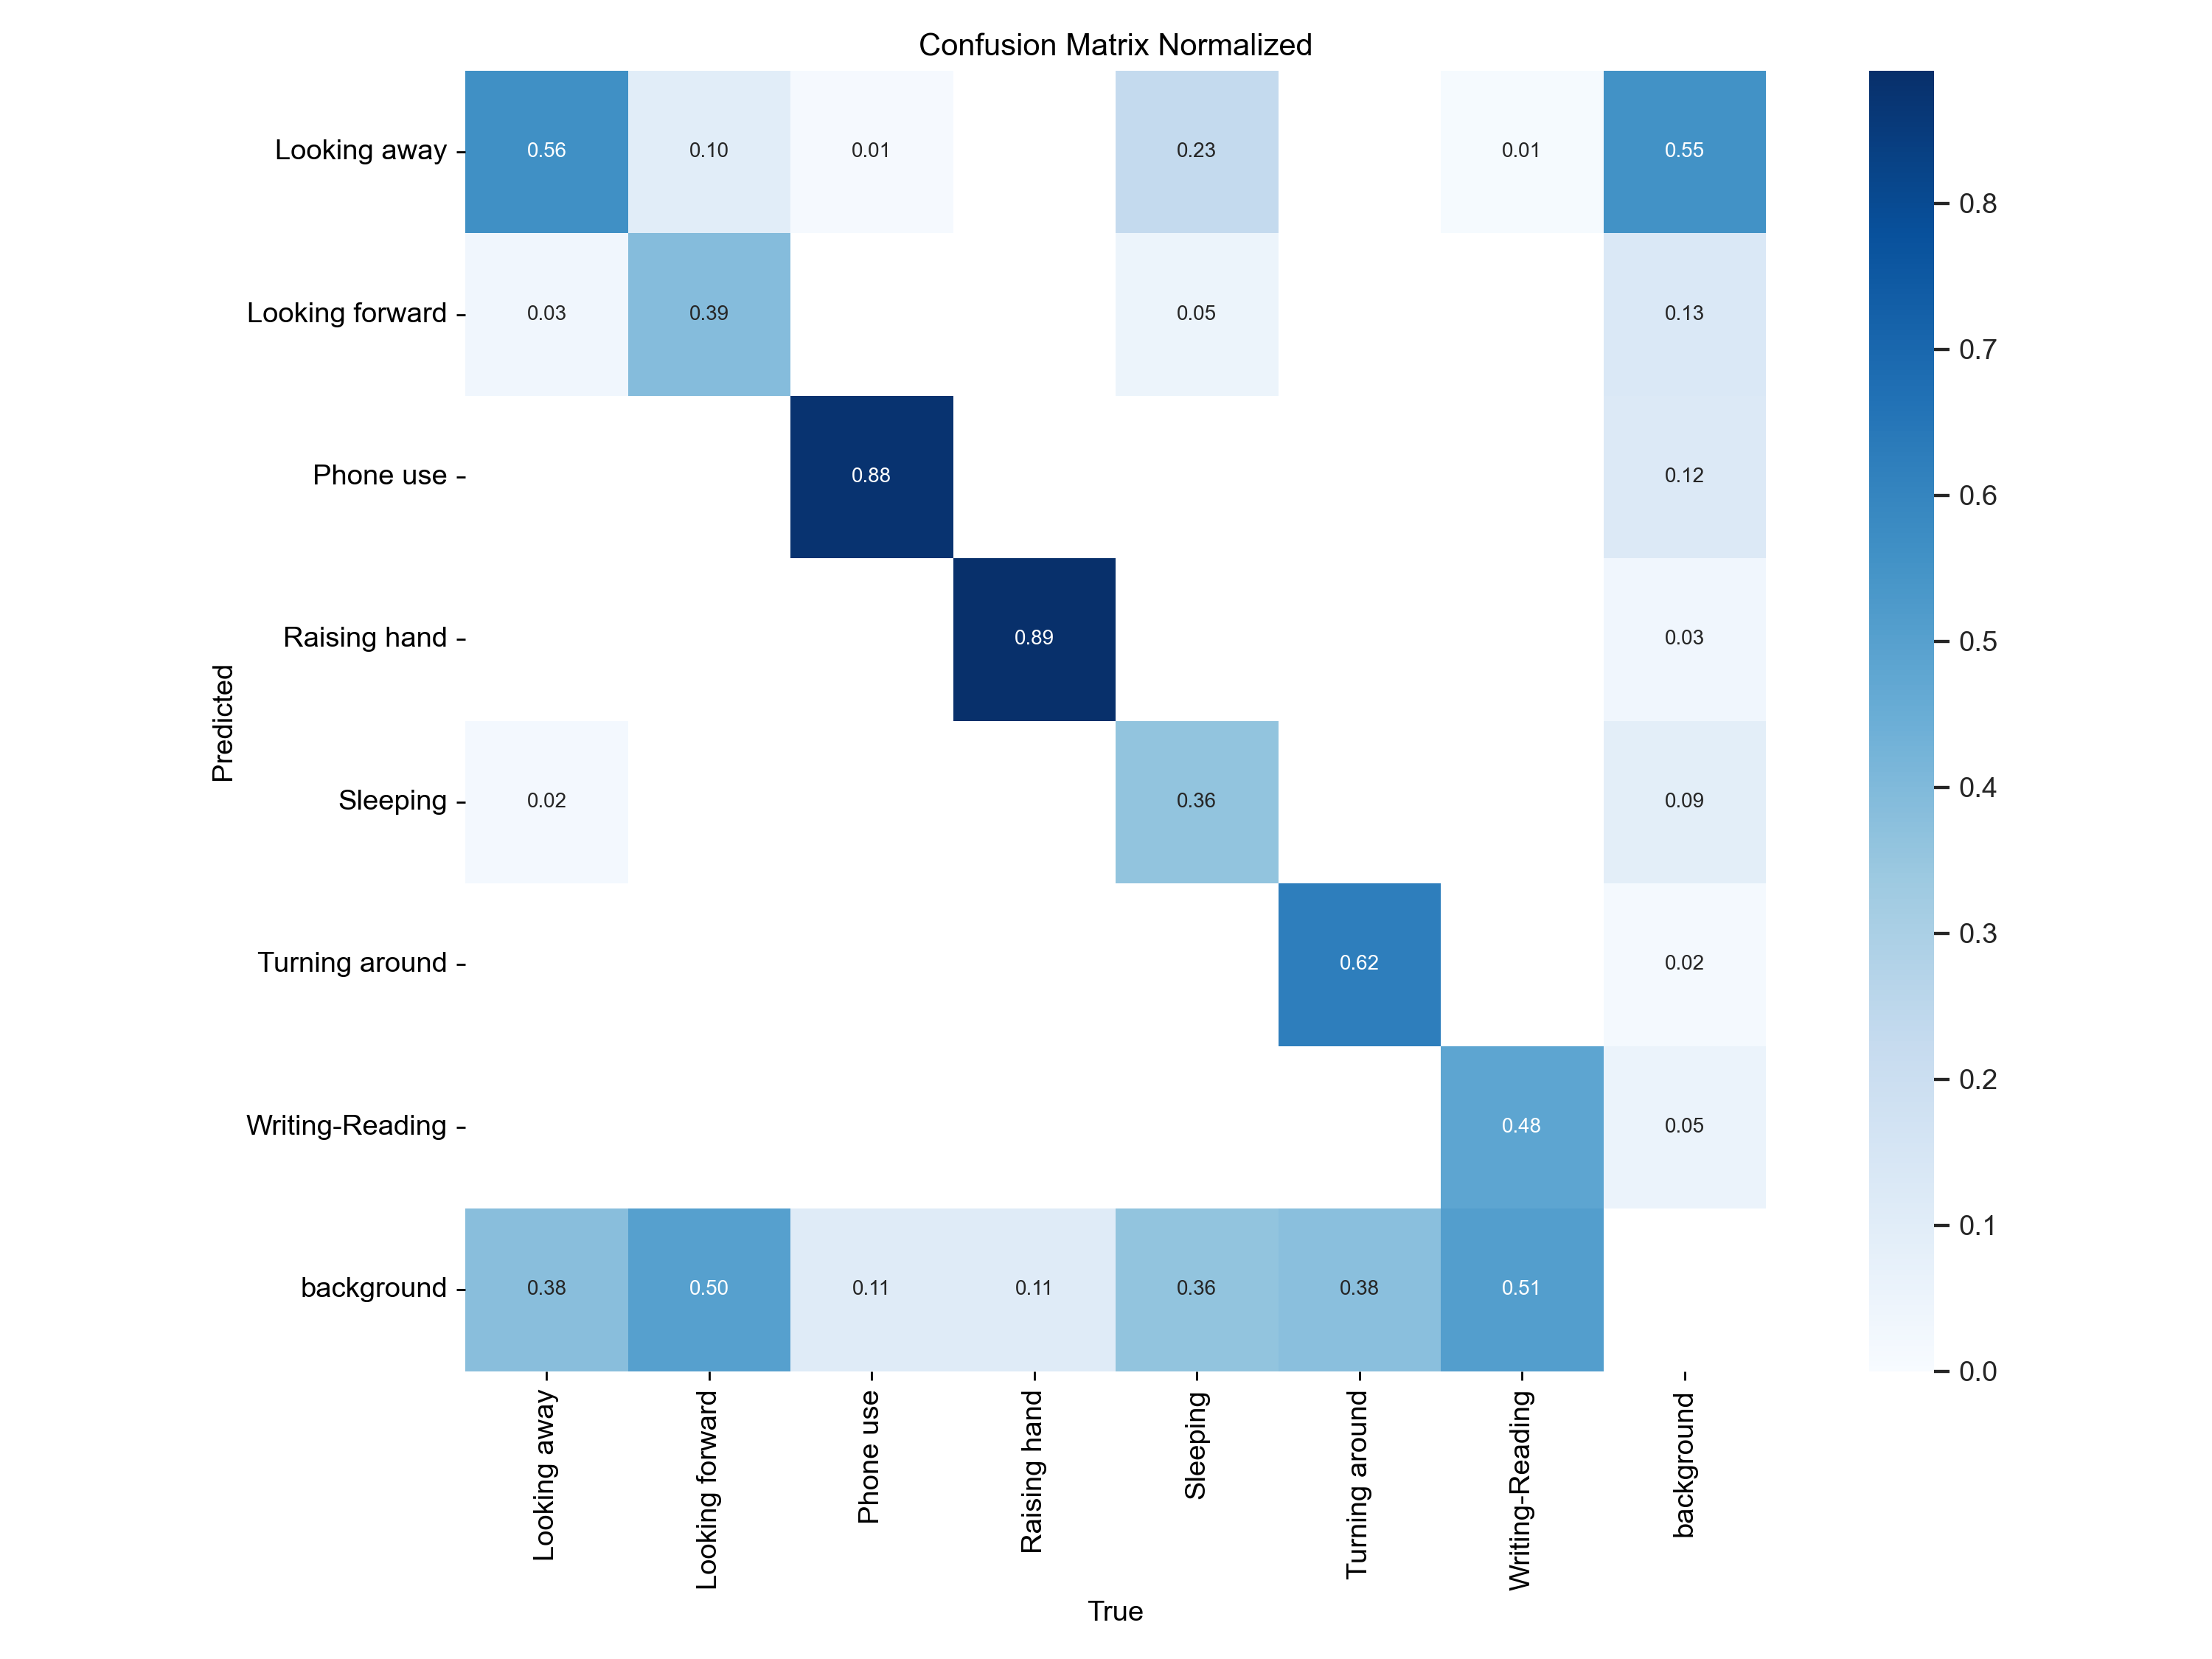 Confusion Matrix Normalized
Looking away
0.56
0.10
0.01
0.23
0.01
0.55
Looking forward
0.03
0.39
0.05
0.13
Phone use
0.88
0.12
Raising hand
0.89
0.03
Sleeping
0.02
0.36
0.09
Turning around
0.62
0.02
Writing-Reading
0.48
0.05
background
0.38
0.50
0.11
0.11
0.36
0.38
0.51
Predicted
Looking away
Looking forward
Phone use
Raising hand
Sleeping
Turning around
Writing-Reading
background
True
0.8
0.7
0.6
0.5
0.4
0.3
0.2
0.1
0.0